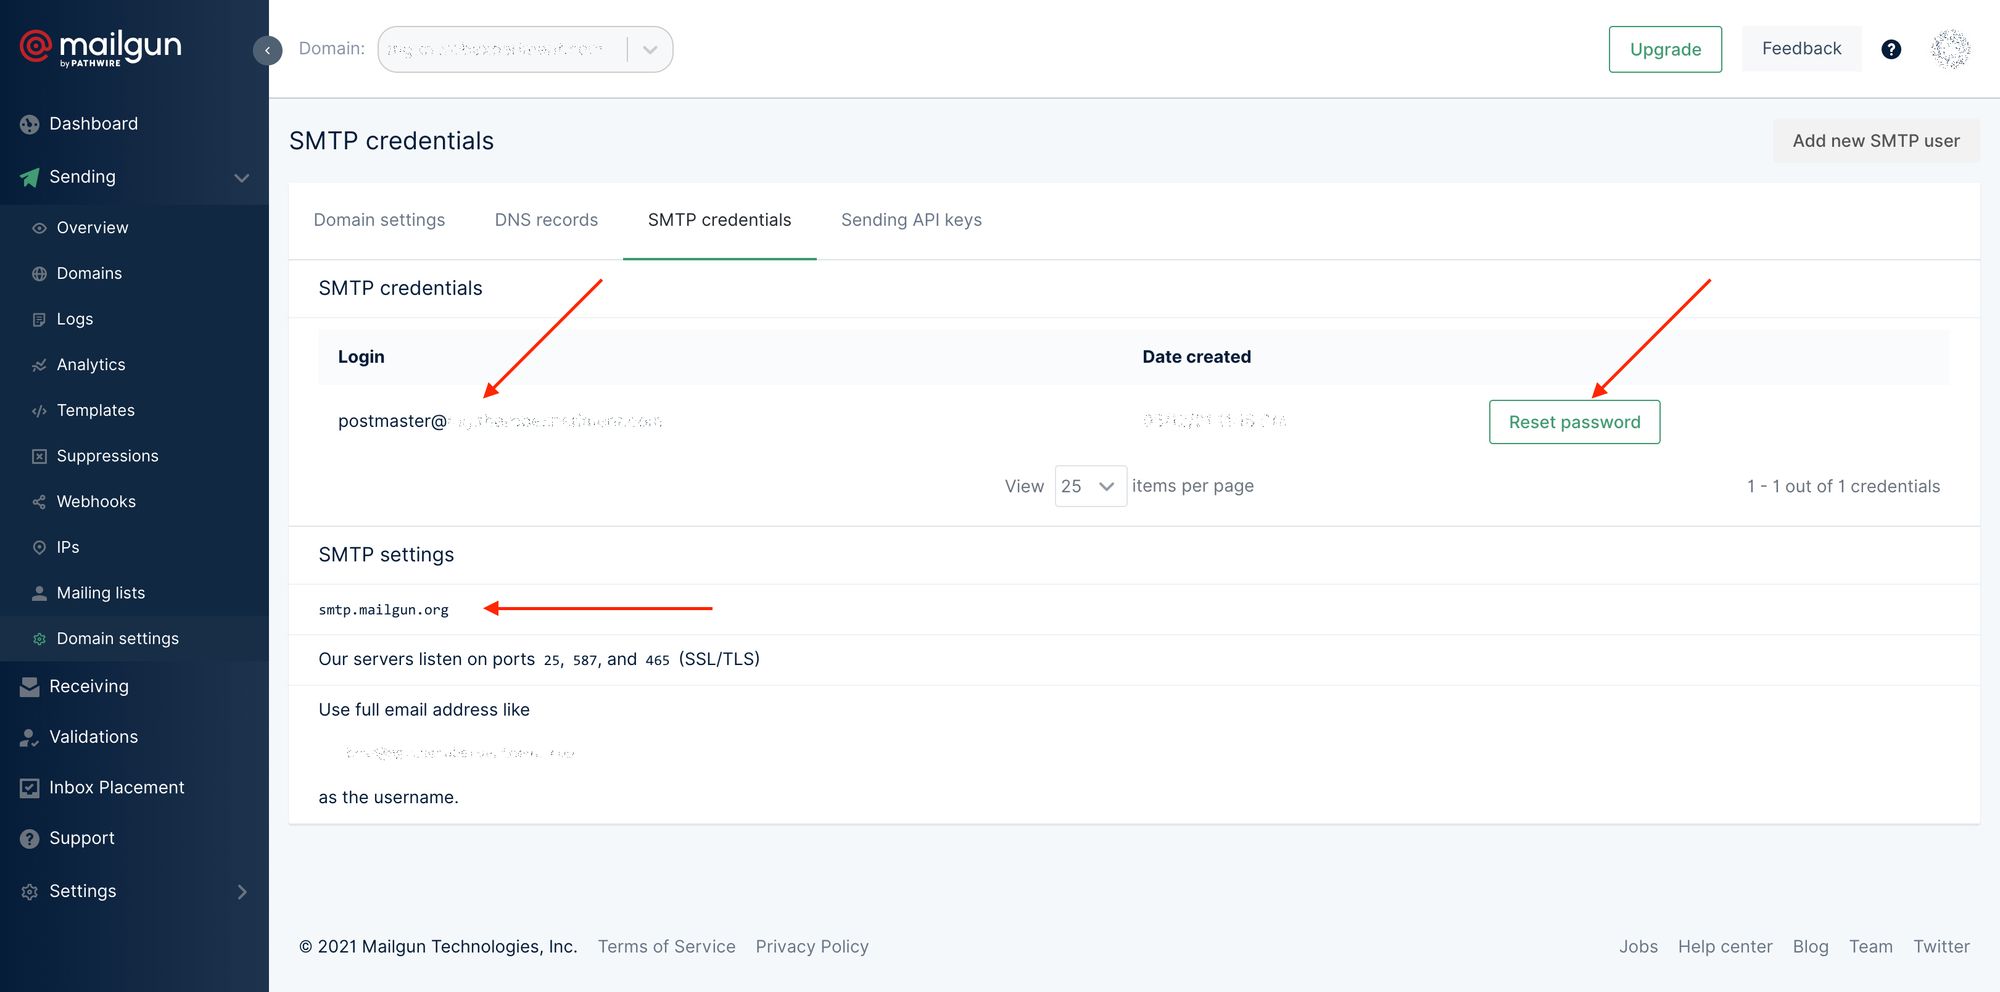 mailgun
by PATHWIRE
Domain:
Upgrade
Feedback
?
Dashboard
Sending
Overview
Domains
Logs
Analytics
Templates
Suppressions
Webhooks
IPs
Mailing lists
Domain settings
Receiving
Validations
Inbox Placement
Support
Settings
SMTP credentials
Add new SMTP user
Domain settings DNS records SMTP credentials Sending API keys
SMTP credentials
Login Date created
postmaster@
Reset password
View 25 items per page
1 - 1 out of 1 credentials
SMTP settings
smtp.mailgun.org
Our servers listen on ports 25, 587, and 465 (SSL/TLS)
Use full email address like
as the username.
© 2021 Mailgun Technologies, Inc. Terms of Service Privacy Policy
Jobs Help center Blog Team Twitter